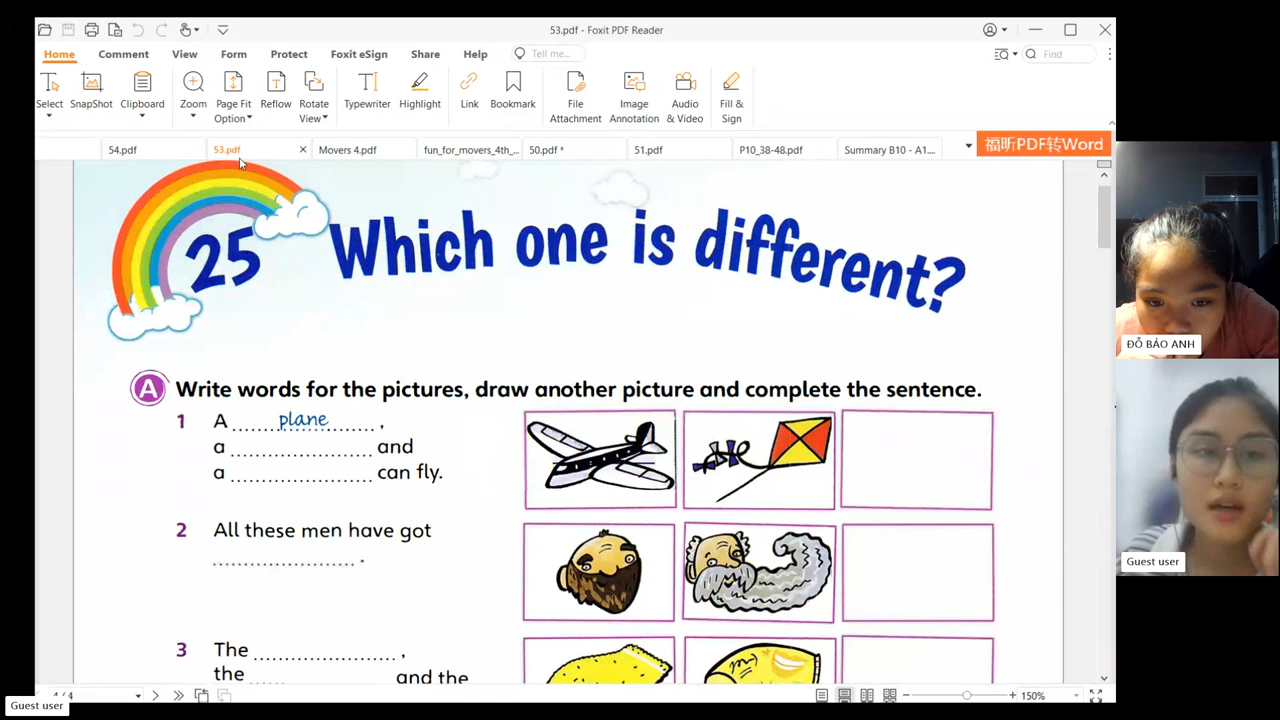 53.pdf - Foxit PDF Reader
Home Comment View Form Protect Foxit eSign Share Help Tell me... Find
Select SnapShot Clipboard Zoom Page Fit Option Reflow Rotate View Typewriter Highlight Link Bookmark File Attachment Image Annotation Audio & Video Fill & Sign
54.pdf 53.pdf Movers 4.pdf fun_for_movers_4th_... 50.pdf * 51.pdf P10_38-48.pdf Summary B10 - A1.... 福昕PDF转Word
25 Which one is different?
A Write words for the pictures, draw another picture and complete the sentence.
1 A plane ,
a and
a can fly.
2 All these men have got
.
3 The ,
the and the
ĐỖ BẢO ANH
Guest user
4 / 4 150%
Guest user